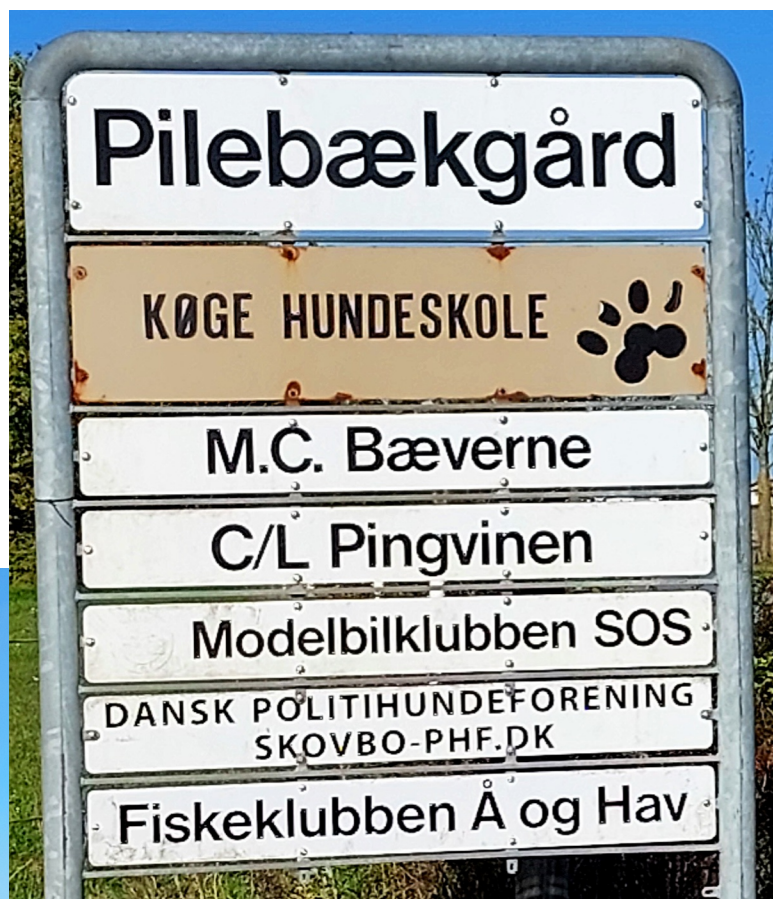 Pilebækgård
KØGE HUNDESKOLE
M.C. Bæverne
C/L Pingvinen
Modelbilklubben SOS
DANSK POLITIHUNDEFORENING
SKOVBO-PHF.DK
Fiskeklubben Å og Hav